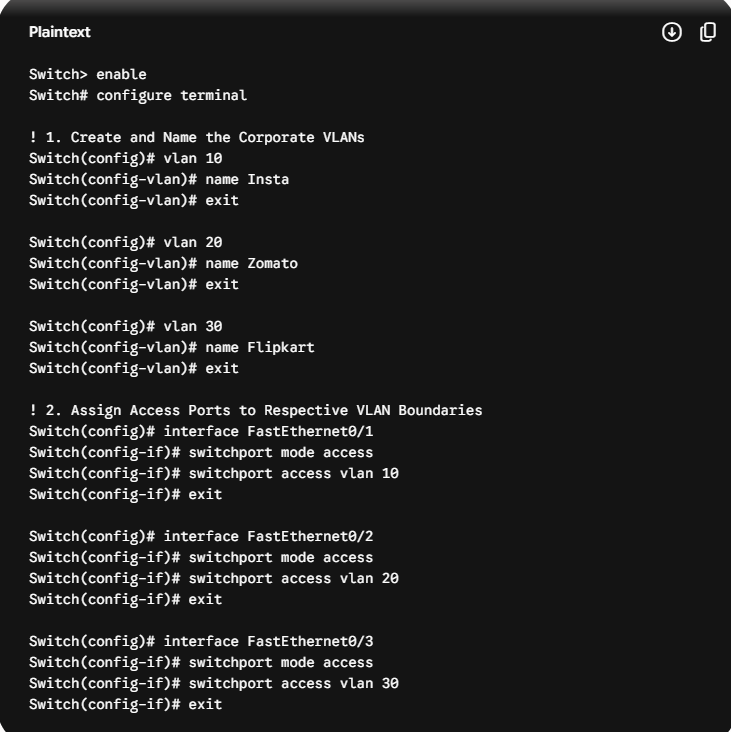 Plaintext
Switch> enable
Switch# configure terminal
! 1. Create and Name the Corporate VLANs
Switch(config)# vlan 10
Switch(config-vlan)# name Insta
Switch(config-vlan)# exit
Switch(config)# vlan 20
Switch(config-vlan)# name Zomato
Switch(config-vlan)# exit
Switch(config)# vlan 30
Switch(config-vlan)# name Flipkart
Switch(config-vlan)# exit
! 2. Assign Access Ports to Respective VLAN Boundaries
Switch(config)# interface FastEthernet0/1
Switch(config-if)# switchport mode access
Switch(config-if)# switchport access vlan 10
Switch(config-if)# exit
Switch(config)# interface FastEthernet0/2
Switch(config-if)# switchport mode access
Switch(config-if)# switchport access vlan 20
Switch(config-if)# exit
Switch(config)# interface FastEthernet0/3
Switch(config-if)# switchport mode access
Switch(config-if)# switchport access vlan 30
Switch(config-if)# exit